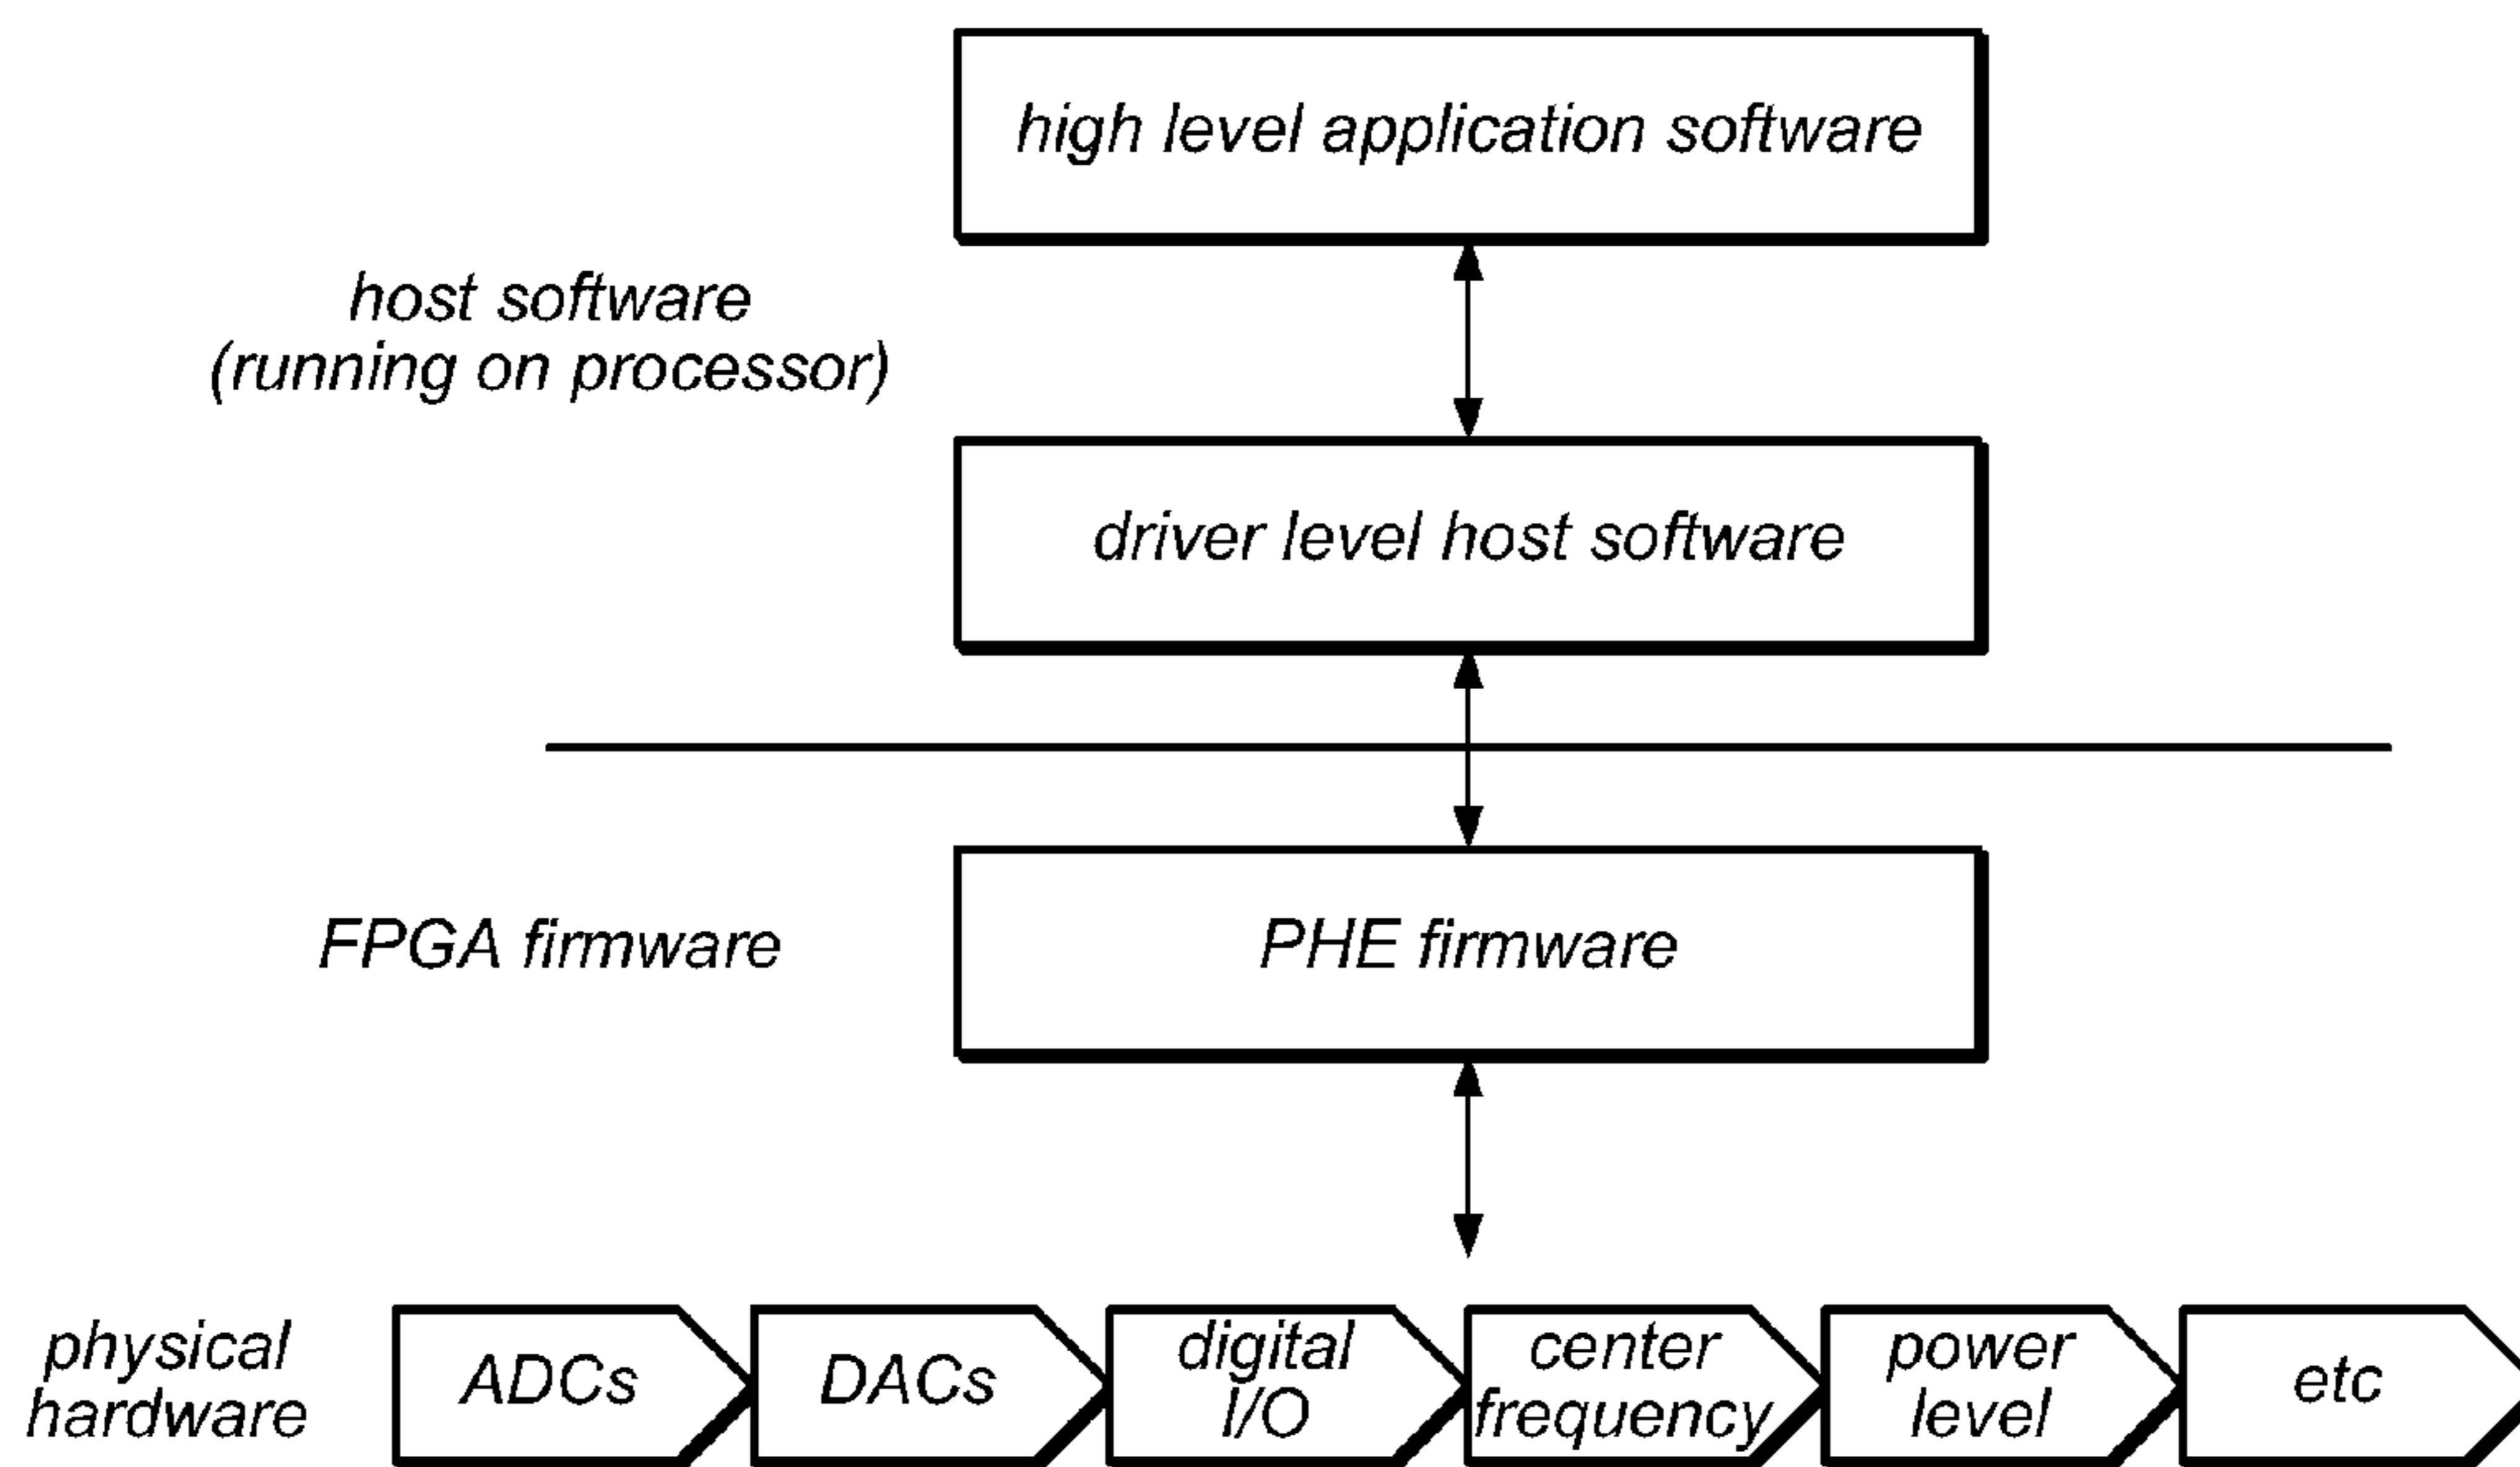 high level application software
host software
(running on processor)
driver level host software
FPGA firmware
PHE firmware
physical
hardware
ADCs
DACs
digital
I/O
center
frequency
power
level
etc